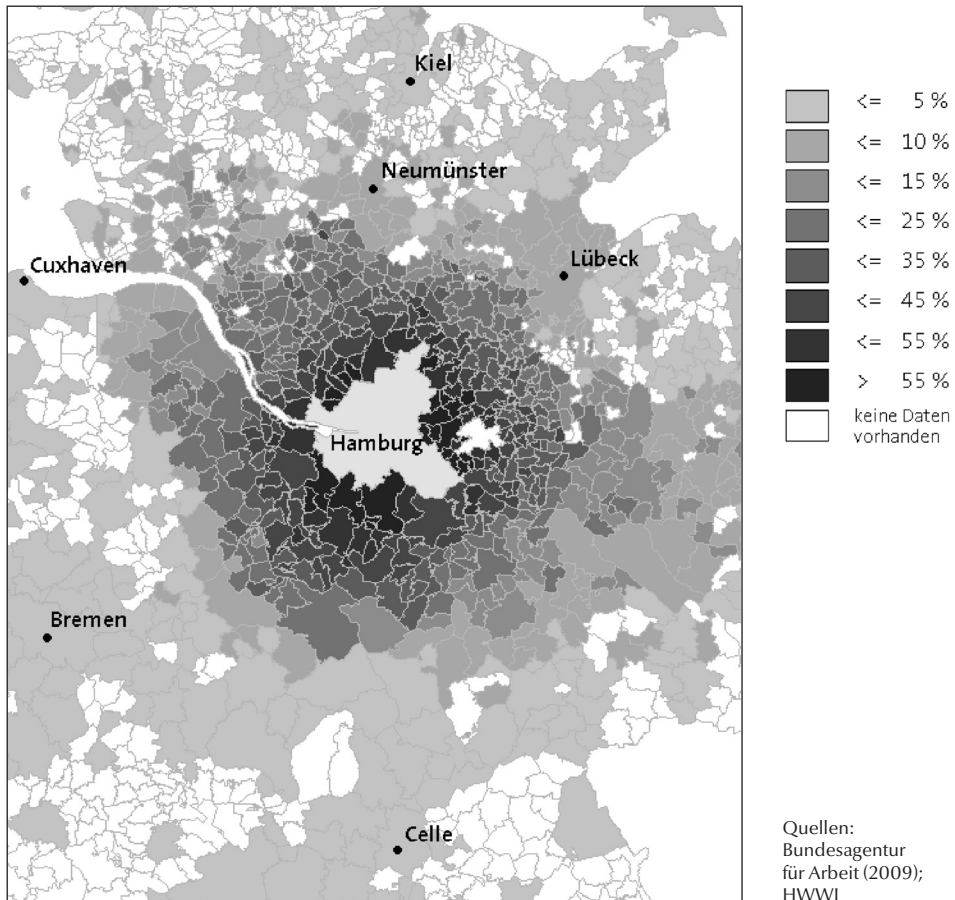 Kiel
Neumünster
Cuxhaven
Lübeck
Hamburg
Bremen
Celle
<= 5 %
<= 10 %
<= 15 %
<= 25 %
<= 35 %
<= 45 %
<= 55 %
> 55 %
keine Daten
vorhanden
Quellen:
Bundesagentur
für Arbeit (2009);
HWWI